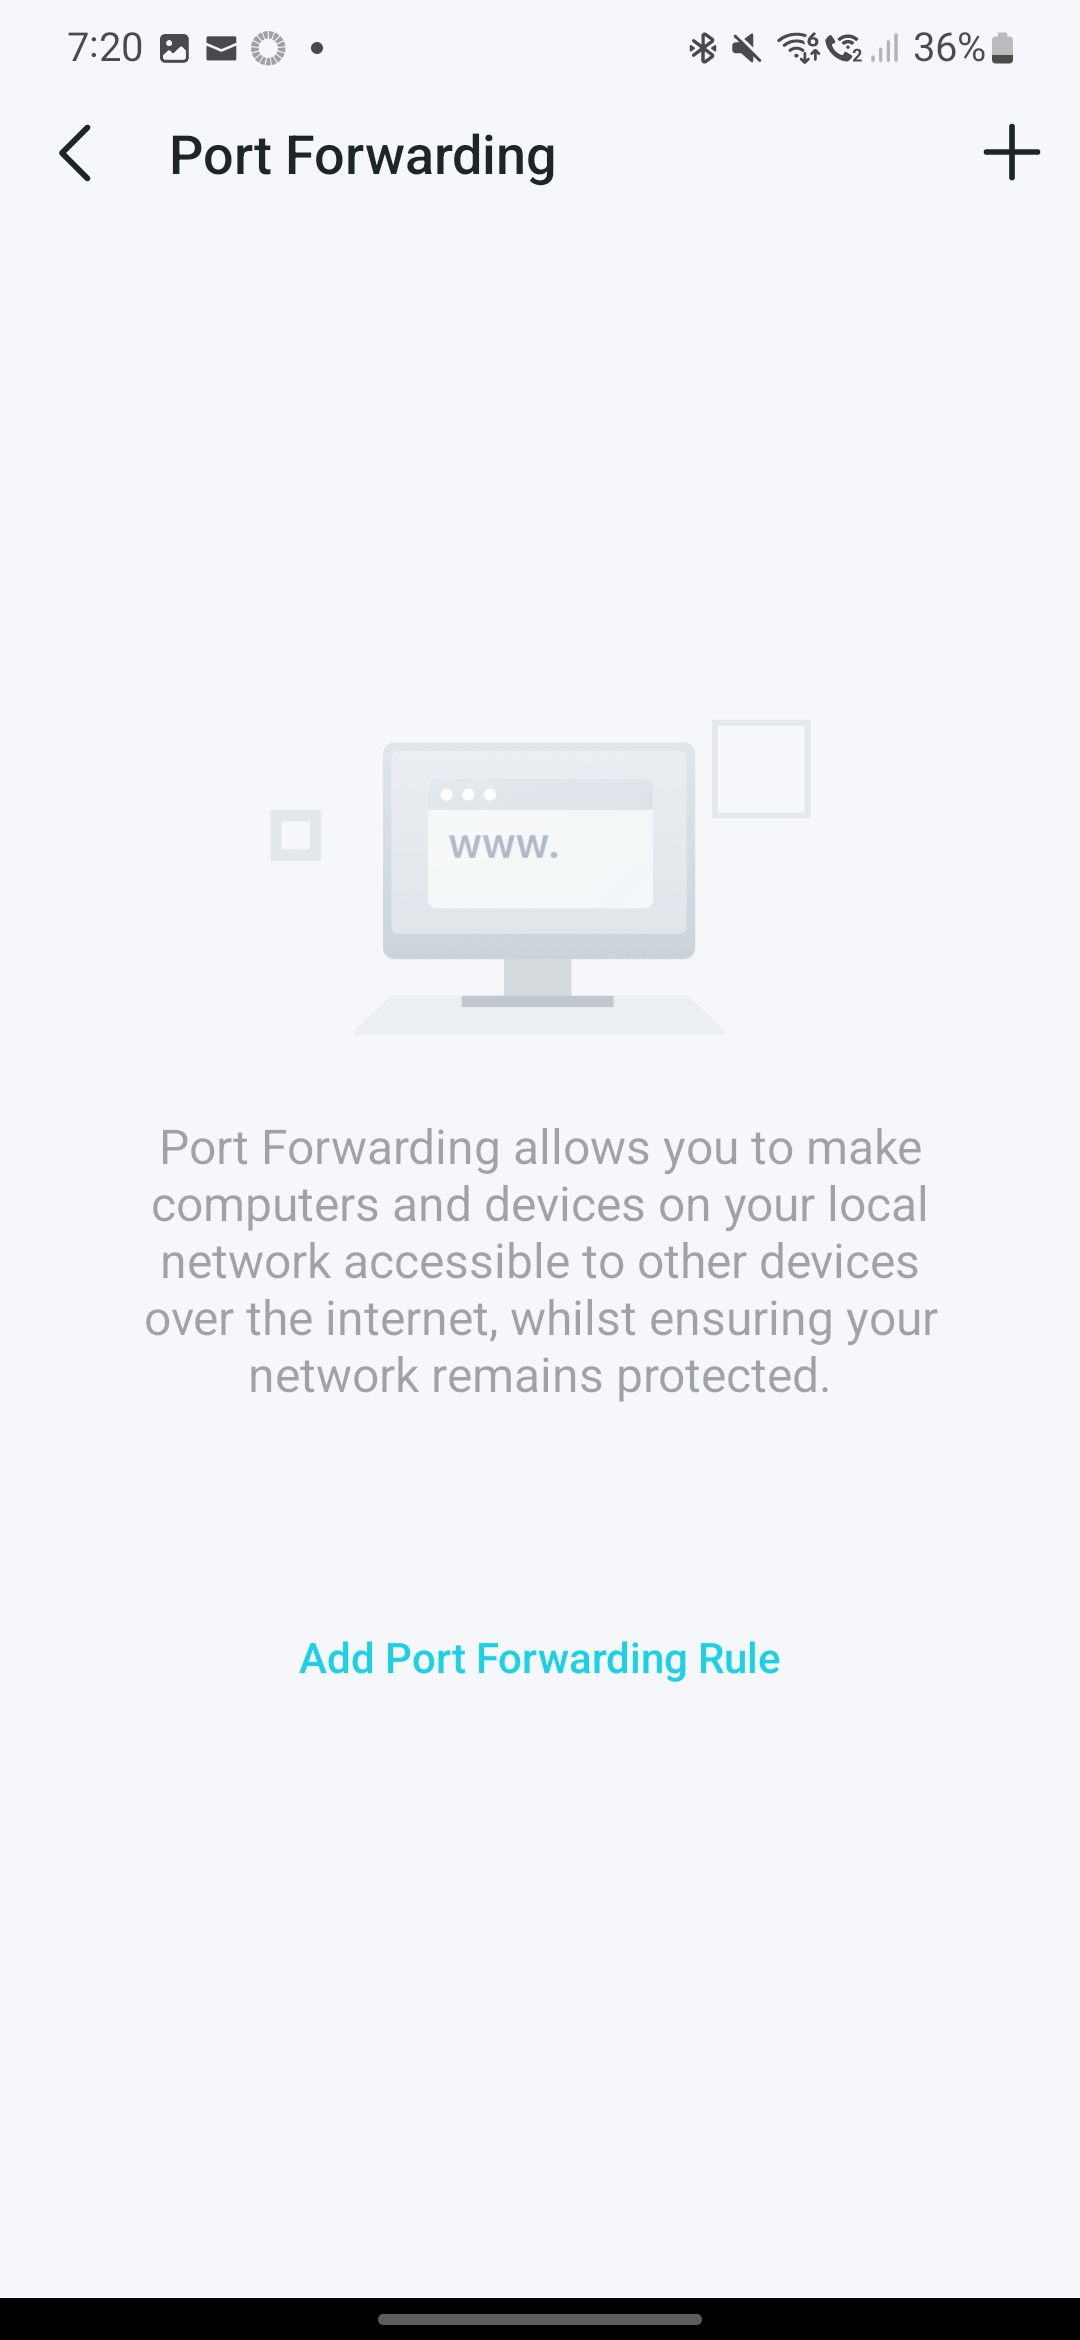 7:20 36%
Port Forwarding
www.
Port Forwarding allows you to make
computers and devices on your local
network accessible to other devices
over the internet, whilst ensuring your
network remains protected.
Add Port Forwarding Rule